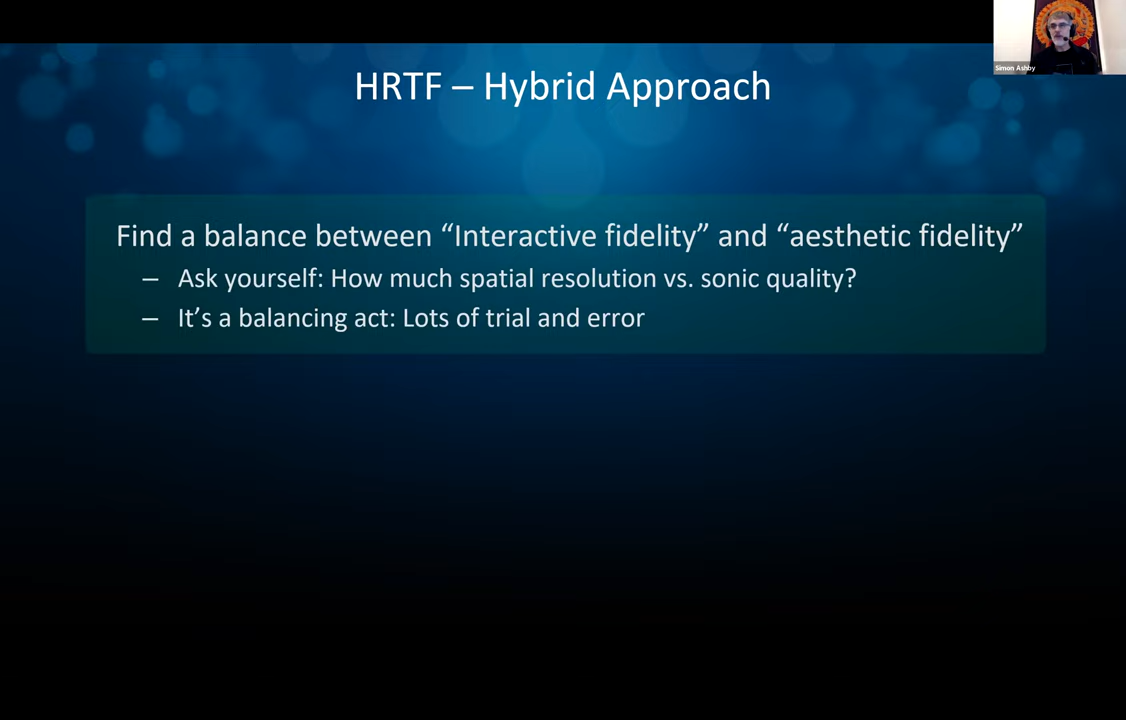 Simon Ashby
HRTF – Hybrid Approach
Find a balance between “Interactive fidelity” and “aesthetic fidelity”
– Ask yourself: How much spatial resolution vs. sonic quality?
– It’s a balancing act: Lots of trial and error